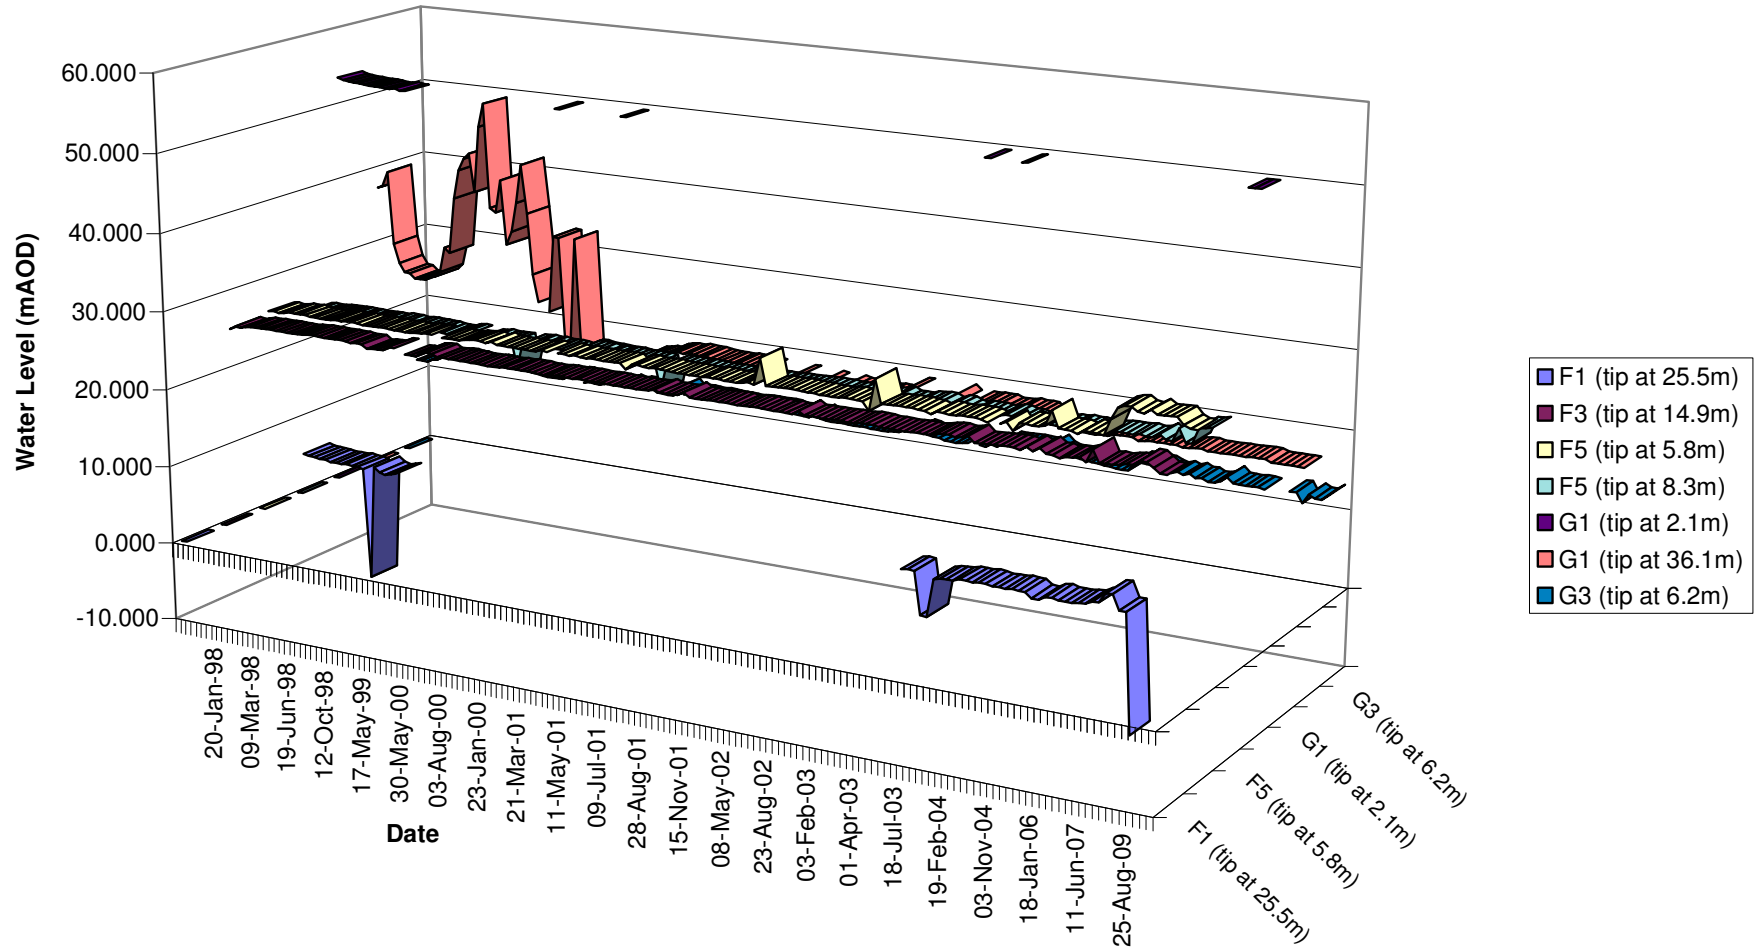 60.000
50.000
40.000
30.000
20.000
10.000
0.000
-10.000
Water Level (mAOD)
20-Jan-98
09-Mar-98
19-Jun-98
12-Oct-98
17-May-99
30-May-00
03-Aug-00
23-Jan-00
21-Mar-01
11-May-01
09-Jul-01
28-Aug-01
15-Nov-01
08-May-02
23-Aug-02
03-Feb-03
01-Apr-03
18-Jul-03
19-Feb-04
03-Nov-04
18-Jan-06
11-Jun-07
25-Aug-09
Date
F1 (tip at 25.5m)
F5 (tip at 5.8m)
G1 (tip at 2.1m)
G3 (tip at 6.2m)
F1 (tip at 25.5m)
F3 (tip at 14.9m)
F5 (tip at 5.8m)
F5 (tip at 8.3m)
G1 (tip at 2.1m)
G1 (tip at 36.1m)
G3 (tip at 6.2m)